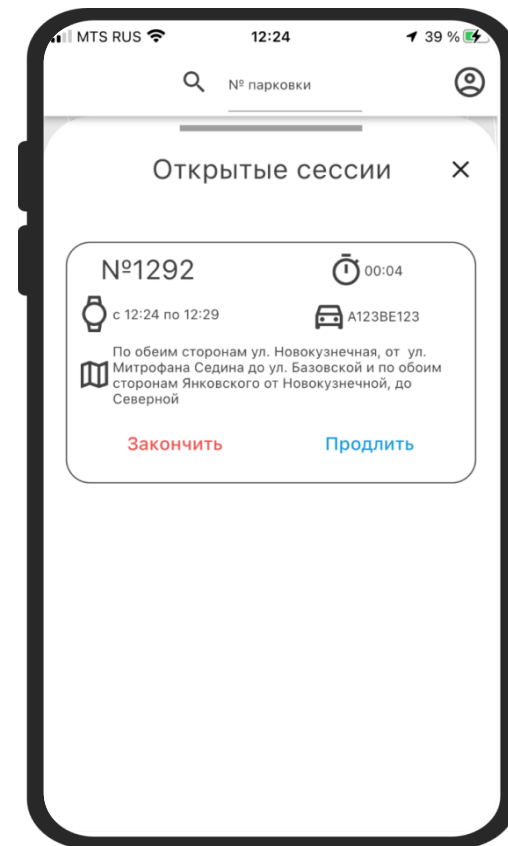 MTS RUS 12:24 39 %
№ парковки
Открытые сессии
№1292 00:04
с 12:24 по 12:29 А123ВЕ123
По обеим сторонам ул. Новокузнечная, от ул.
Митрофана Седина до ул. Базовской и по обоим
сторонам Янковского от Новокузнечной, до
Северной
Закончить Продлить